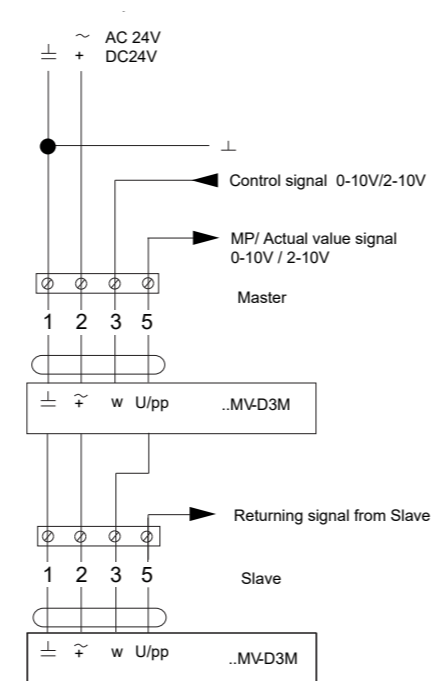 ~ AC 24V
⊥ + DC24V
⊥
Control signal 0-10V/2-10V
MP/ Actual value signal
0-10V / 2-10V
Master
1 2 3 5
⊥ ~ + w U/pp ..MV-D3M
Returning signal from Slave
1 2 3 5
Slave
⊥ ~ + w U/pp ..MV-D3M